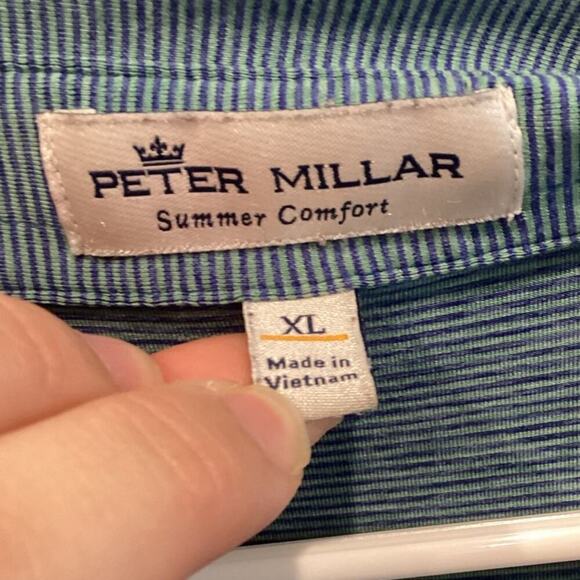 PETER MILLAR
Summer Comfort
XL
Made in
Vietnam